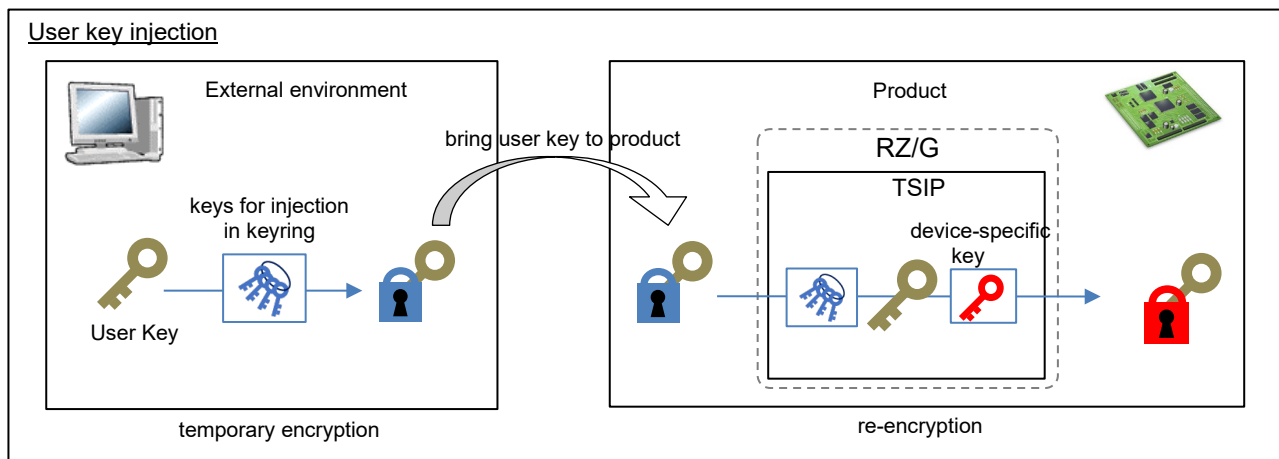 User key injection
External environment
Product
bring user key to product
RZ/G
TSIP
keys for injection
in keyring
device-specific
key
User Key
temporary encryption
re-encryption